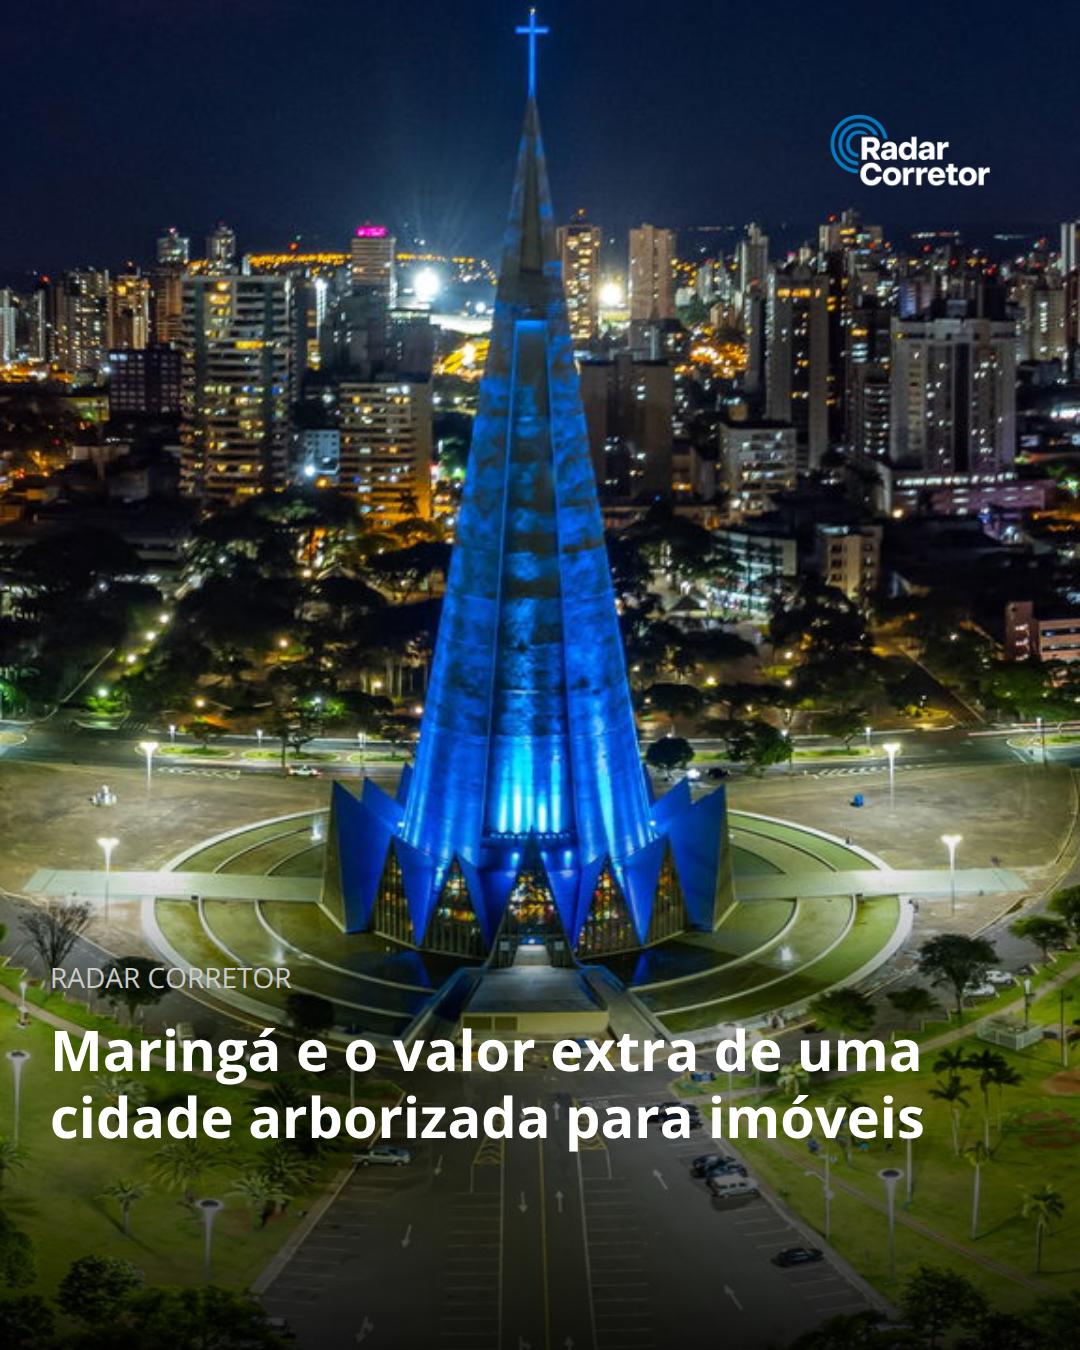 Radar
Corretor
RADAR CORRETOR
Maringá e o valor extra de uma
cidade arborizada para imóveis